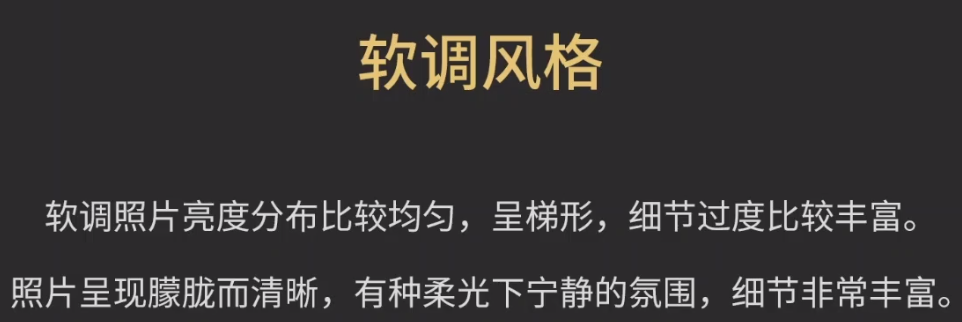 软调风格
软调照片亮度分布比较均匀，呈梯形，细节过度比较丰富。
照片呈现朦胧而清晰，有种柔光下宁静的氛围，细节非常丰富。